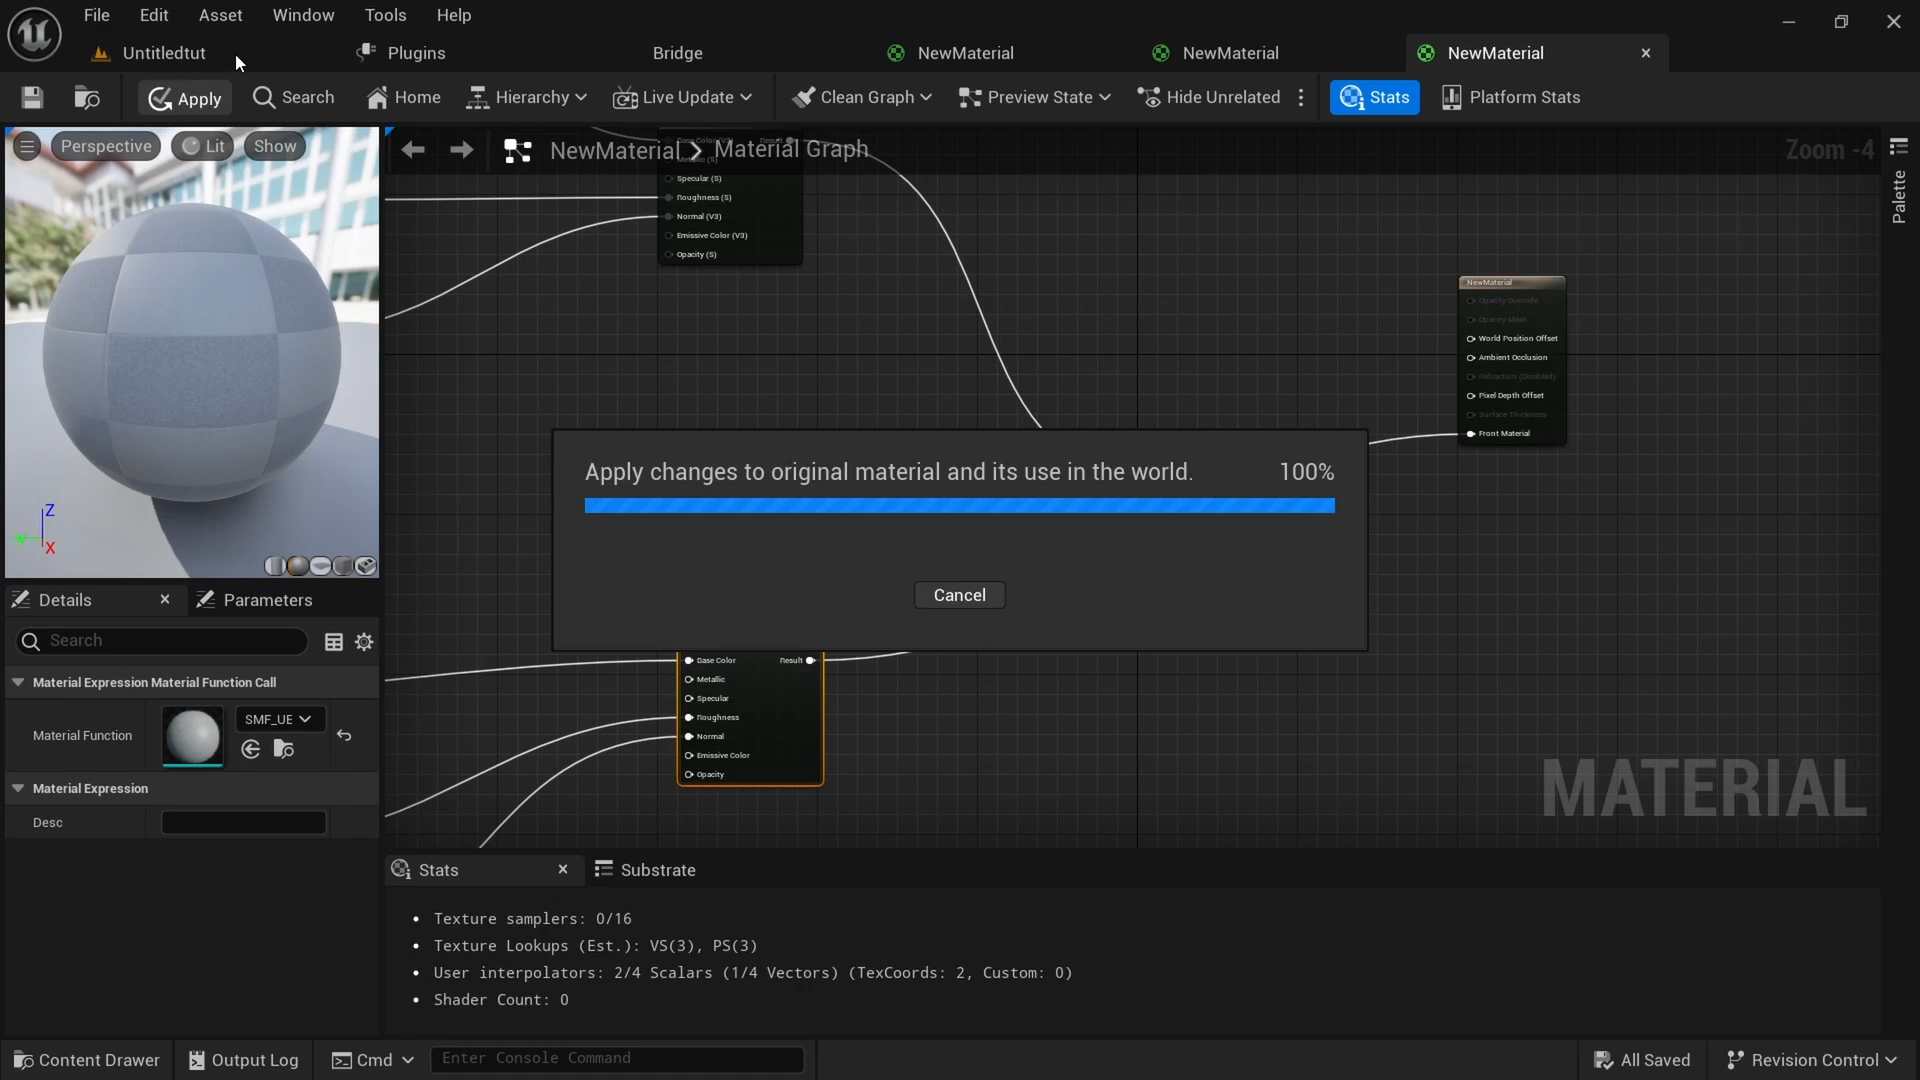 File Edit Asset Window Tools Help
Untitledtut Plugins Bridge NewMaterial NewMaterial NewMaterial
Apply Search Home Hierarchy Live Update Clean Graph Preview State Hide Unrelated Stats Platform Stats
Perspective Lit Show
NewMaterial > Material Graph Zoom -4
Palette
Base Color (V3) Result
Metallic (S)
Specular (S)
Roughness (S)
Normal (V3)
Emissive Color (V3)
Opacity (S)
NewMaterial
Opacity Override
Opacity Mask
World Position Offset
Ambient Occlusion
Refraction (Disabled)
Pixel Depth Offset
Surface Thickness
Front Material
Apply changes to original material and its use in the world. 100%
Cancel
Z
X
Details Parameters
Search
Material Expression Material Function Call
Material Function SMF_UE
Material Expression
Desc
Base Color Result
Metallic
Specular
Roughness
Normal
Emissive Color
Opacity
MATERIAL
Stats Substrate
• Texture samplers: 0/16
• Texture Lookups (Est.): VS(3), PS(3)
• User interpolators: 2/4 Scalars (1/4 Vectors) (TexCoords: 2, Custom: 0)
• Shader Count: 0
Content Drawer Output Log Cmd Enter Console Command All Saved Revision Control